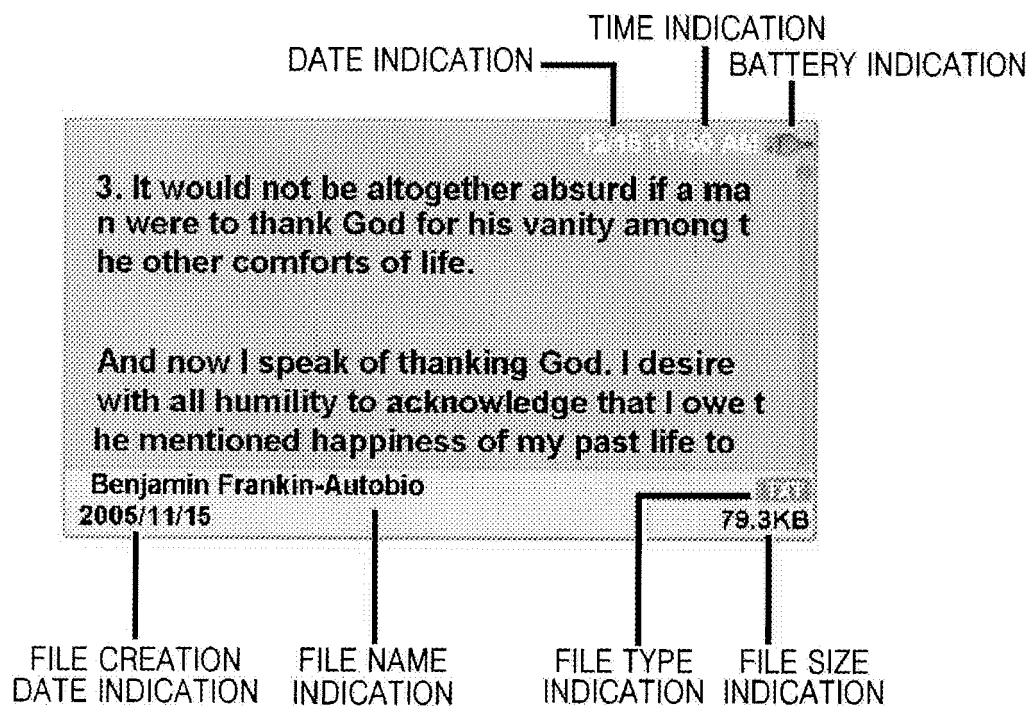 TIME INDICATION
DATE INDICATION
BATTERY INDICATION
3. It would not be altogether absurd if a ma
n were to thank God for his vanity among t
he other comforts of life.
And now I speak of thanking God. I desire
with all humility to acknowledge that I owe t
he mentioned happiness of my past life to
Benjamin Frankin-Autobio
2005/11/15
79.3KB
FILE CREATION
DATE INDICATION
FILE NAME
INDICATION
FILE TYPE
INDICATION
FILE SIZE
INDICATION